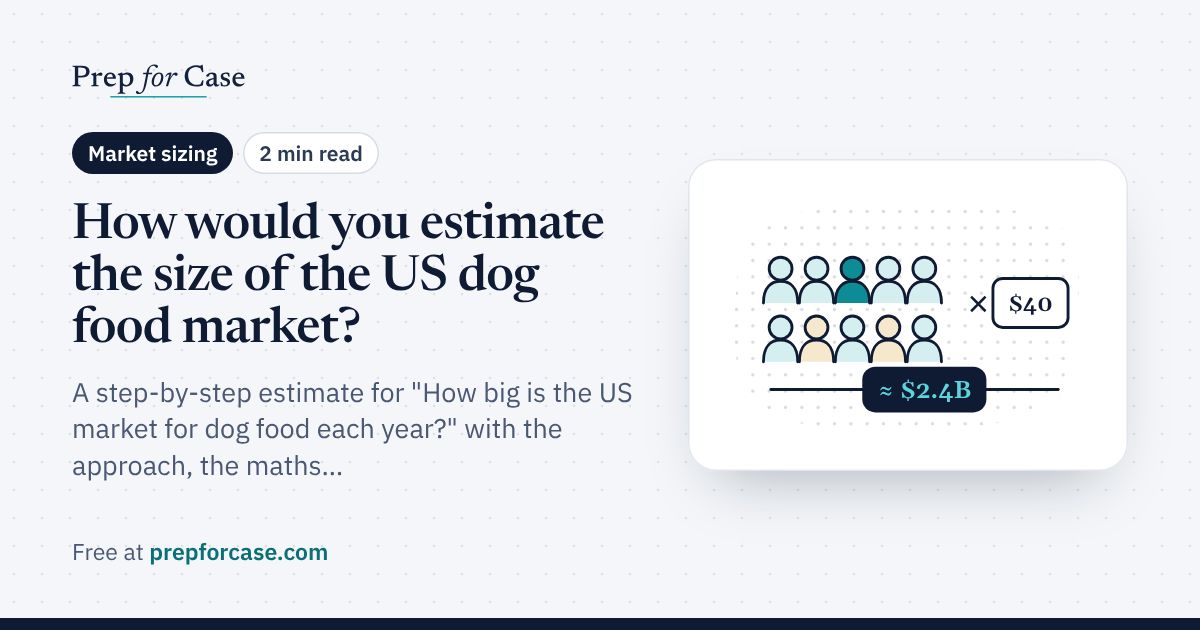 Prep for Case
Market sizing
2 min read
How would you estimate
the size of the US dog
food market?
A step-by-step estimate for "How big is the US
market for dog food each year?" with the
approach, the maths...
Free at prepforcase.com
× $40
≈ $2.4B